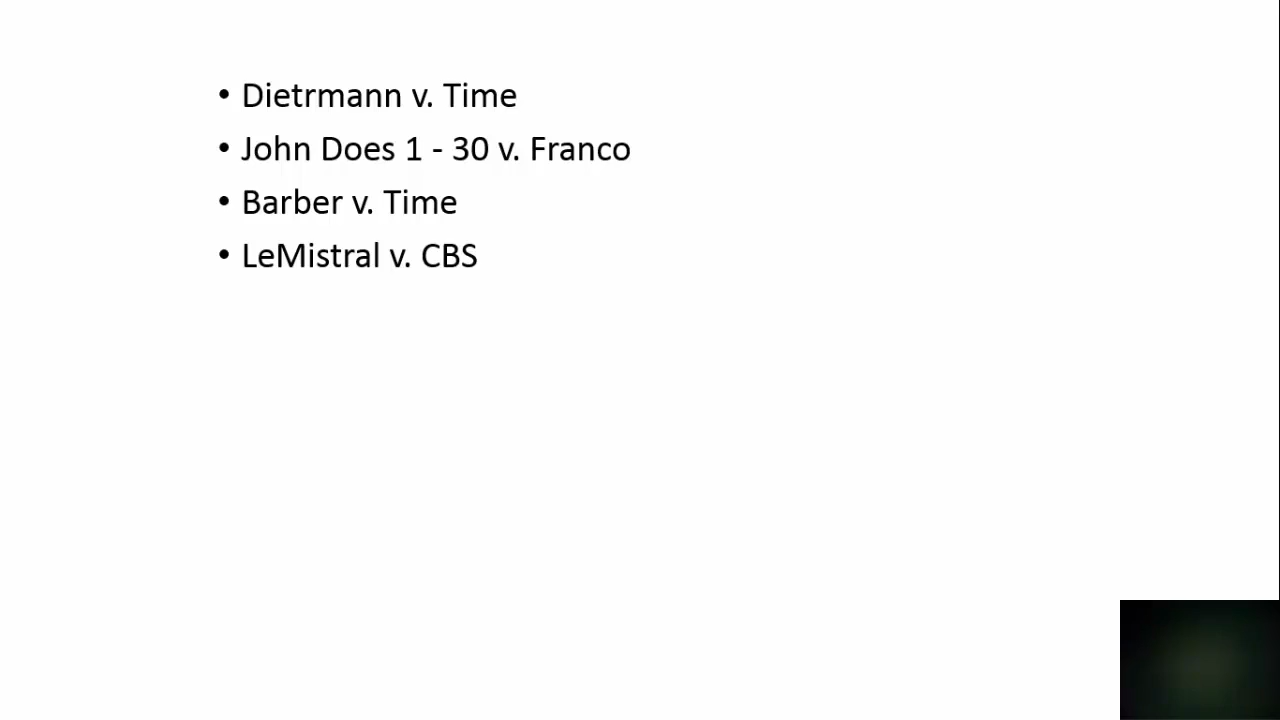 • Dietrmann v. Time
• John Does 1 - 30 v. Franco
• Barber v. Time
• LeMistral v. CBS